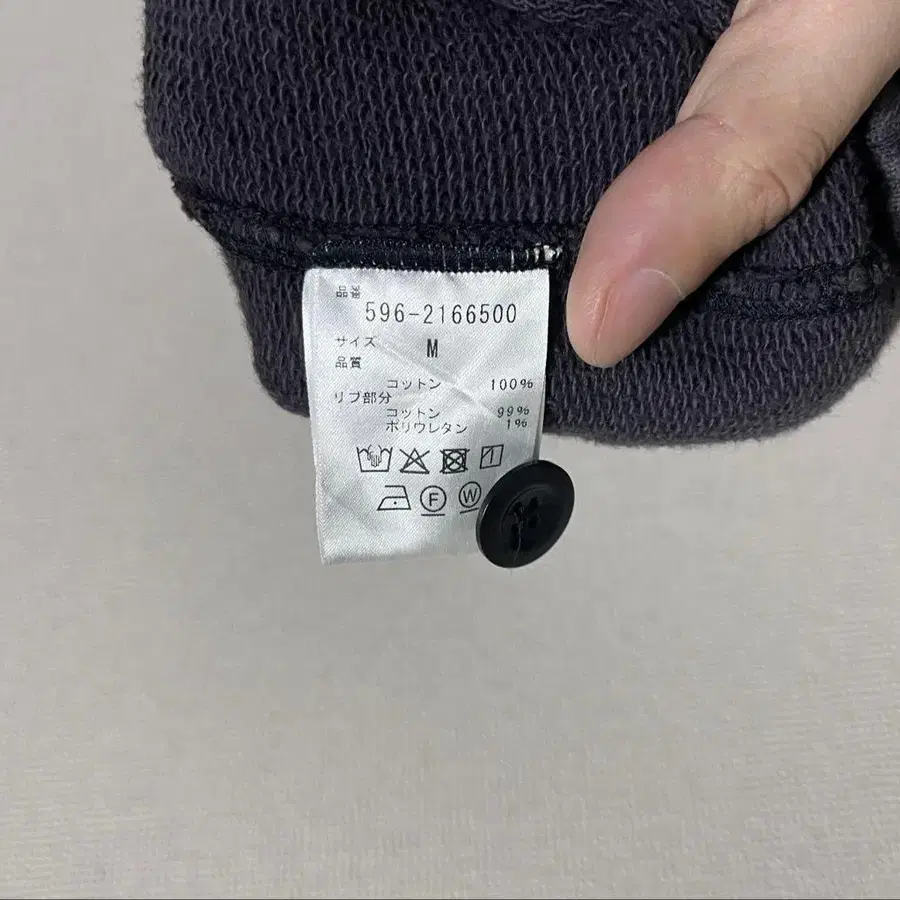 品番 596-2166500
サイズ M
品質
コットン 100%
リブ部分
コットン 99%
ポリウレタン 1%
F W